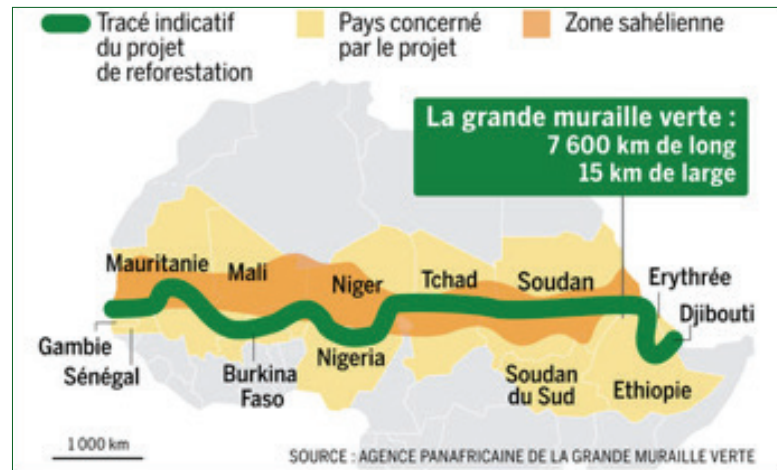 Tracé indicatif
du projet
de reforestation
Pays concerné
par le projet
Zone sahélienne
La grande muraille verte :
7 600 km de long
15 km de large
Mauritanie
Mali
Niger
Tchad
Soudan
Erythrée
Djibouti
Gambie
Sénégal
Burkina
Faso
Nigeria
Soudan
du Sud
Ethiopie
1 000 km
SOURCE : AGENCE PANAFRICAINE DE LA GRANDE MURAILLE VERTE